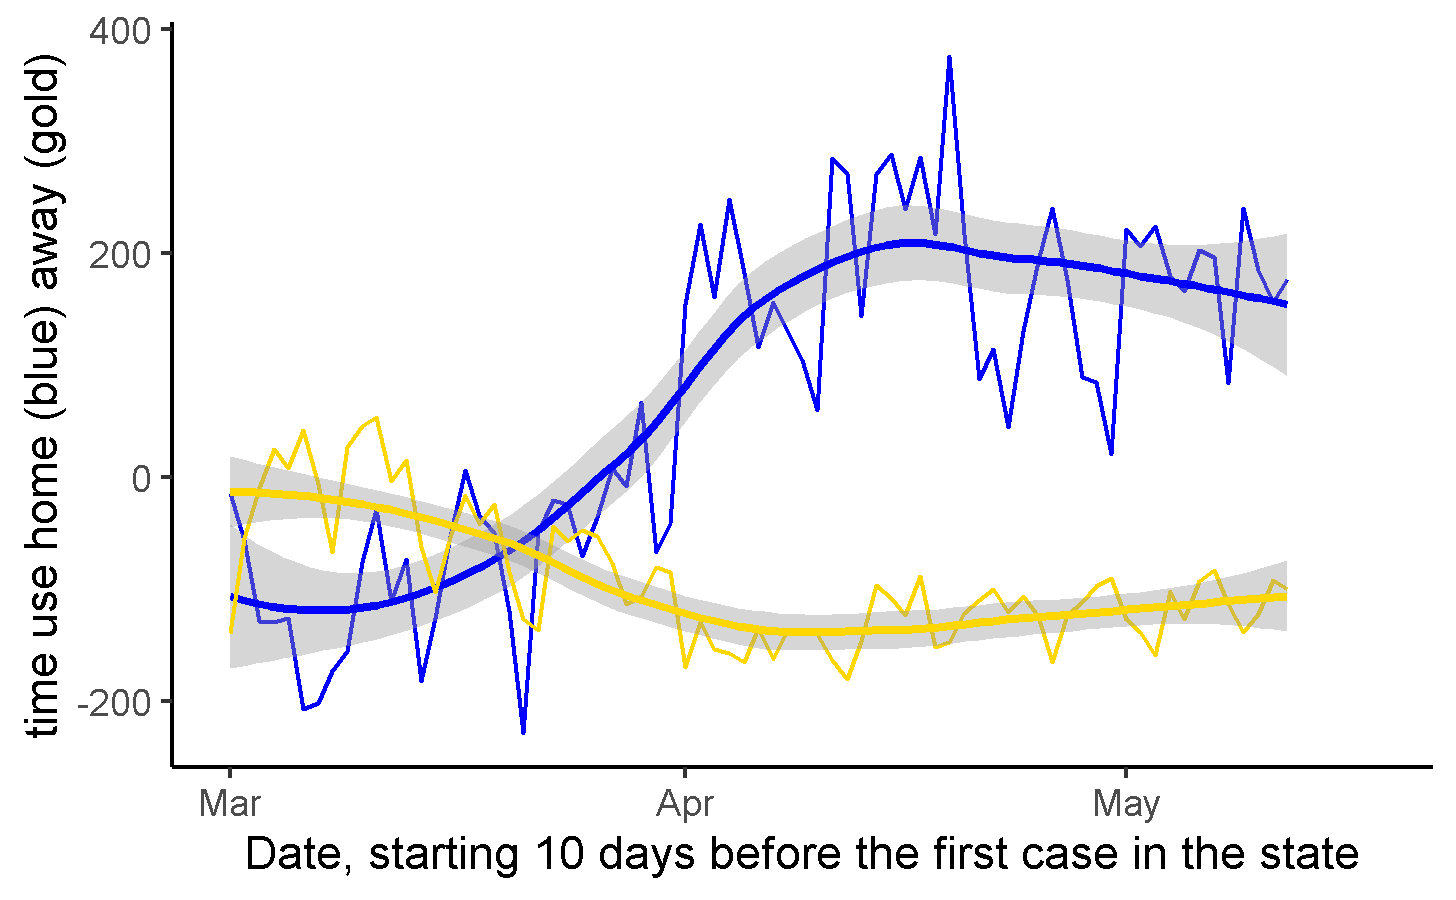 time use home (blue) away (gold)
400
200
0
-200
Mar
Apr
May
Date, starting 10 days before the first case in the state